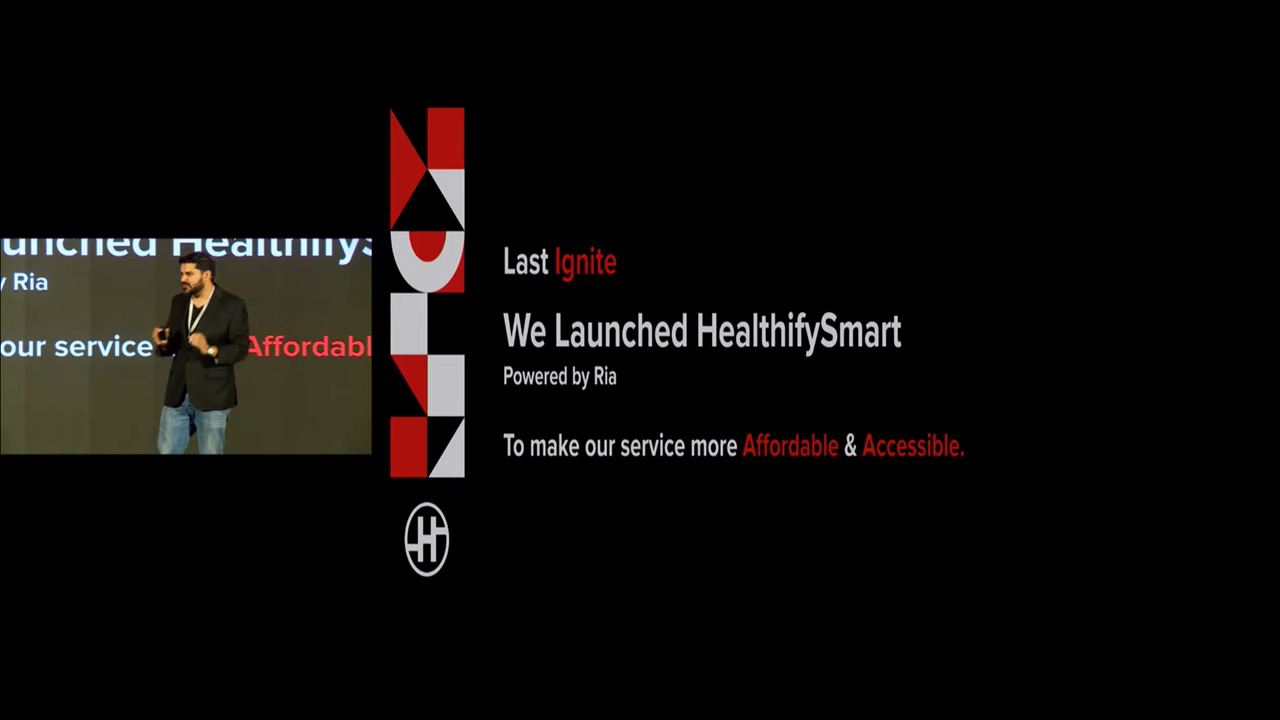 unched Healthifys
y Ria
our service
Affordabl
Last Ignite
We Launched HealthifySmart
Powered by Ria
To make our service more Affordable & Accessible.
H